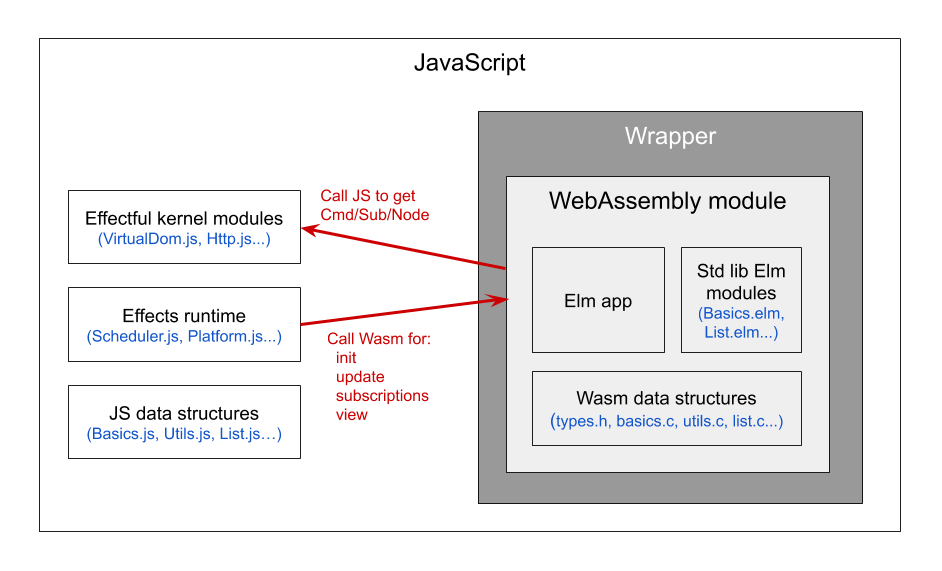 JavaScript
Effectful kernel modules
(VirtualDom.js, Http.js...)
Effects runtime
(Scheduler.js, Platform.js...)
JS data structures
(Basics.js, Utils.js, List.js…)
Call JS to get
Cmd/Sub/Node
Call Wasm for:
init
update
subscriptions
view
Wrapper
WebAssembly module
Elm app
Std lib Elm
modules
(Basics.elm,
List.elm...)
Wasm data structures
(types.h, basics.c, utils.c, list.c...)